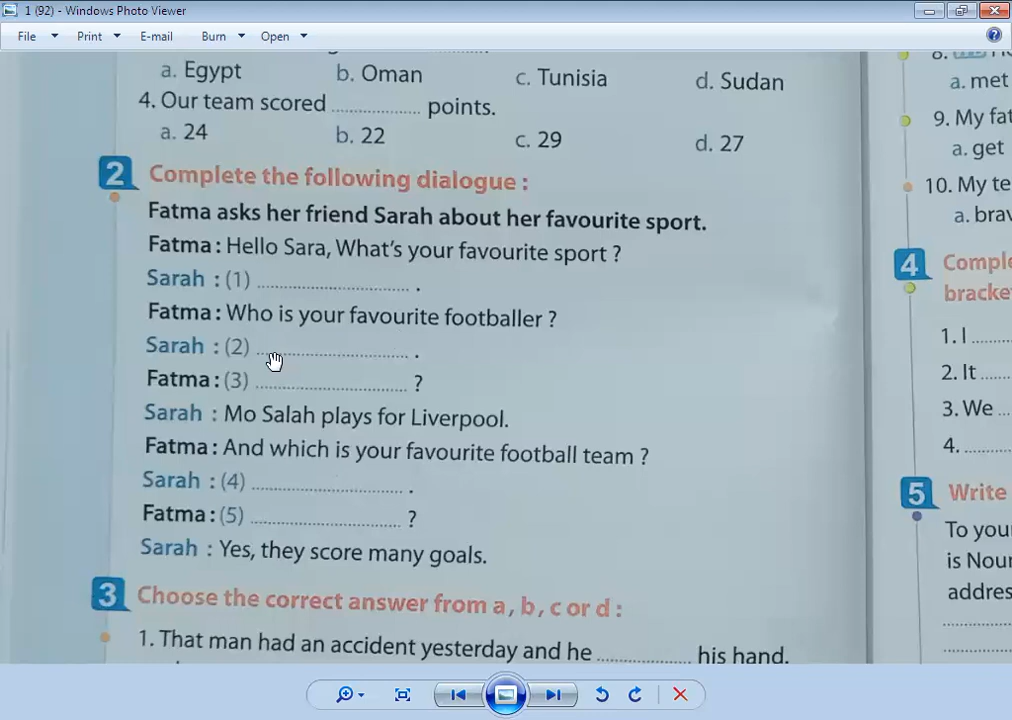 1 (92) - Windows Photo Viewer
File Print E-mail Burn Open
a. Egypt b. Oman c. Tunisia d. Sudan
4. Our team scored .................... points.
a. 24 b. 22 c. 29 d. 27
2 Complete the following dialogue :
Fatma asks her friend Sarah about her favourite sport.
Fatma : Hello Sara, What's your favourite sport ?
Sarah : (1) .................................. .
Fatma : Who is your favourite footballer ?
Sarah : (2) .................................. .
Fatma : (3) .................................. ?
Sarah : Mo Salah plays for Liverpool.
Fatma : And which is your favourite football team ?
Sarah : (4) .................................. .
Fatma : (5) .................................. ?
Sarah : Yes, they score many goals.
3 Choose the correct answer from a, b, c or d :
1. That man had an accident yesterday and he .................... his hand.
8.
a. met
9. My fat
a. get
10. My te
a. brav
4 Comple
bracke
1. I ........
2. It ......
3. We ...
4. ..........
5 Write
To you
is Nour
addres